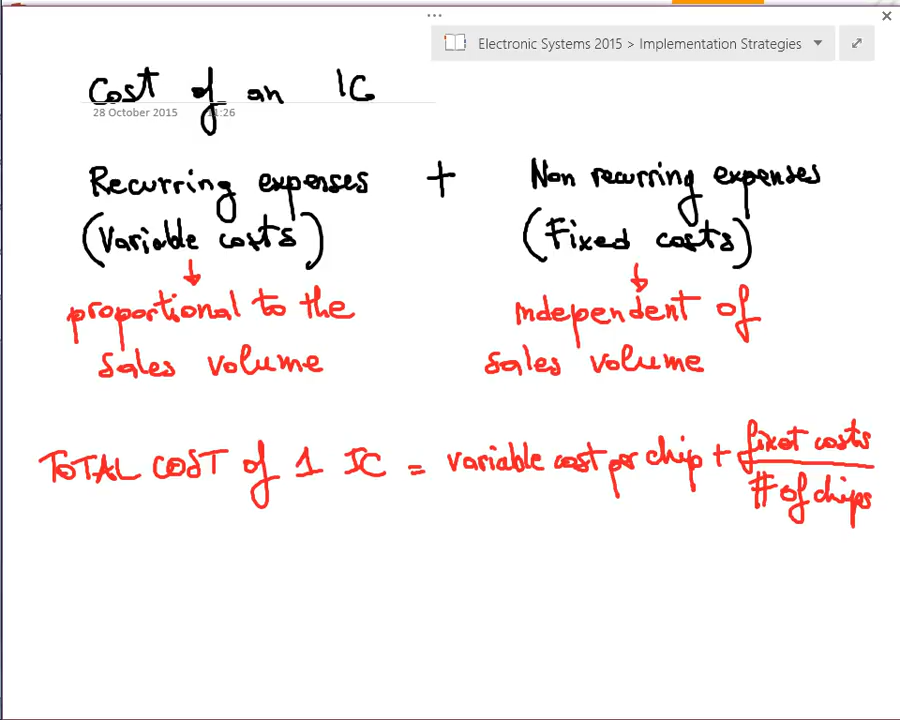 Electronic Systems 2015 > Implementation Strategies
Cost of an IC
28 October 2015 11:26
Recurring expenses + Non recurring expenses
(Variable costs) (Fixed costs)
proportional to the independent of
sales volume sales volume
TOTAL COST of 1 IC = variable cost per chip + fixed costs
# of chips